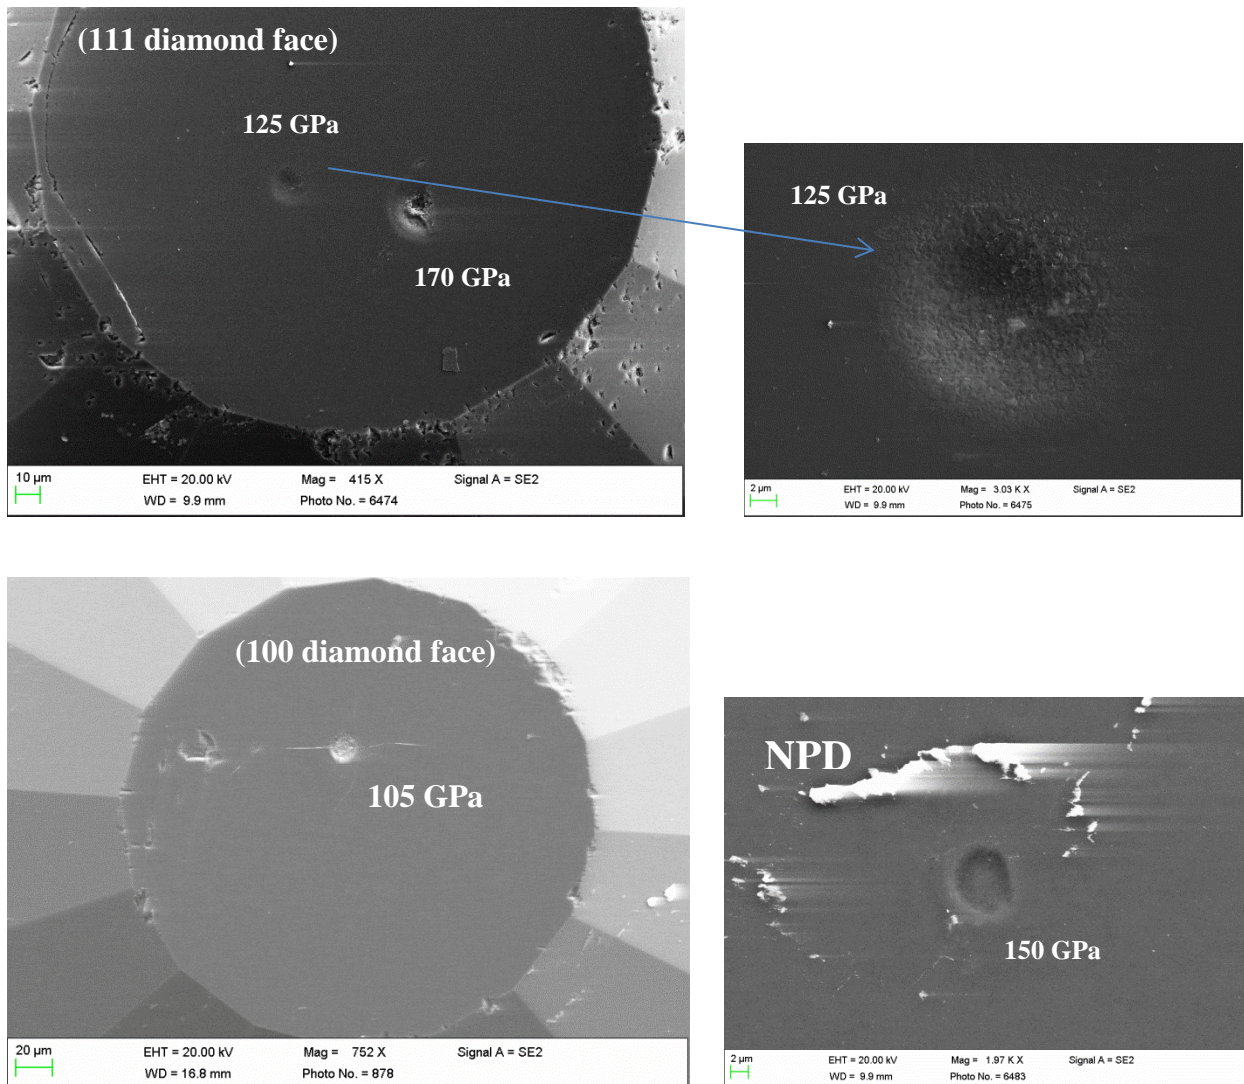 (111 diamond face)
125 GPa
170 GPa
10 µm
EHT = 20.00 kV
Mag = 415 X
Signal A = SE2
WD = 9.9 mm
Photo No. = 6474
125 GPa
2 µm
EHT = 20.00 kV
Mag = 3.03 K X
Signal A = SE2
WD = 9.9 mm
Photo No. = 6475
(100 diamond face)
105 GPa
20 µm
EHT = 20.00 kV
Mag = 752 X
Signal A = SE2
WD = 16.8 mm
Photo No. = 878
NPD
150 GPa
2 µm
EHT = 20.00 kV
Mag = 1.97 K X
Signal A = SE2
WD = 9.9 mm
Photo No. = 6483